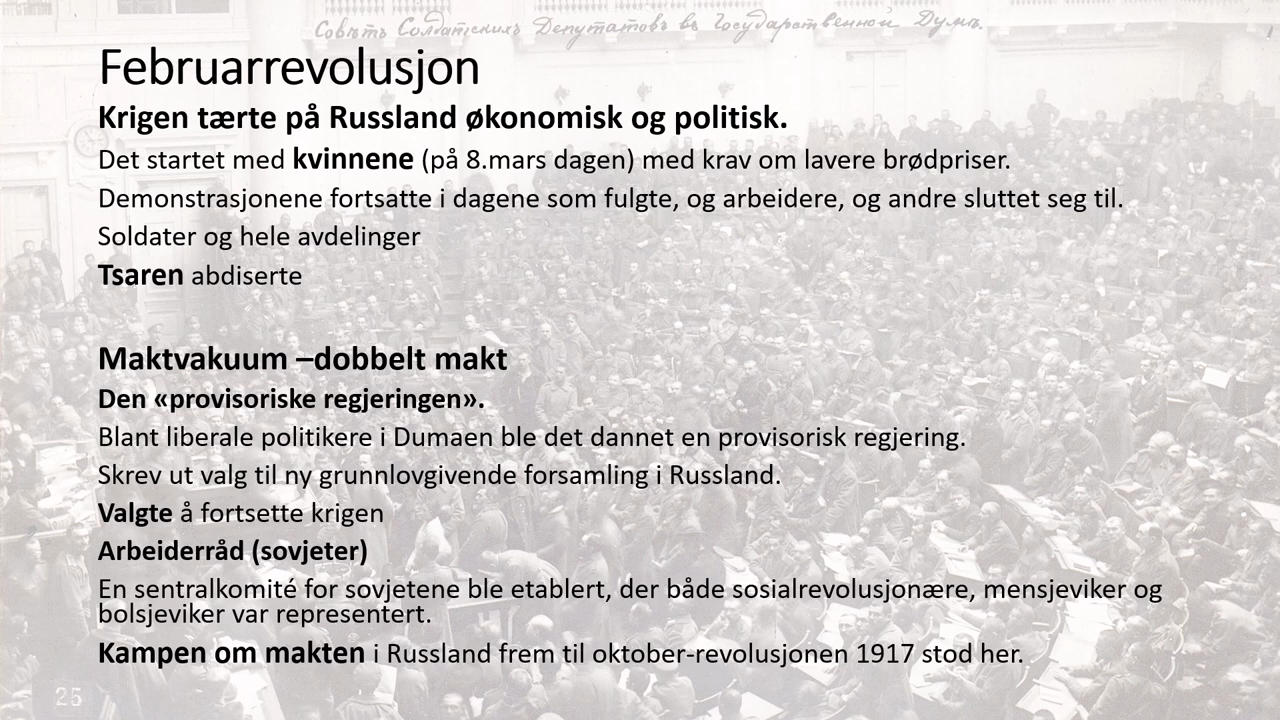 Совѣтъ Солдатскихъ Депутатовъ въ Государственной Думѣ.
Februarrevolusjon
Krigen tærte på Russland økonomisk og politisk.
Det startet med kvinnene (på 8.mars dagen) med krav om lavere brødpriser.
Demonstrasjonene fortsatte i dagene som fulgte, og arbeidere, og andre sluttet seg til.
Soldater og hele avdelinger
Tsaren abdiserte
Maktvakuum –dobbelt makt
Den «provisoriske regjeringen».
Blant liberale politikere i Dumaen ble det dannet en provisorisk regjering.
Skrev ut valg til ny grunnlovgivende forsamling i Russland.
Valgte å fortsette krigen
Arbeiderråd (sovjeter)
En sentralkomité for sovjetene ble etablert, der både sosialrevolusjonære, mensjeviker og
bolsjeviker var representert.
Kampen om makten i Russland frem til oktober-revolusjonen 1917 stod her.
25